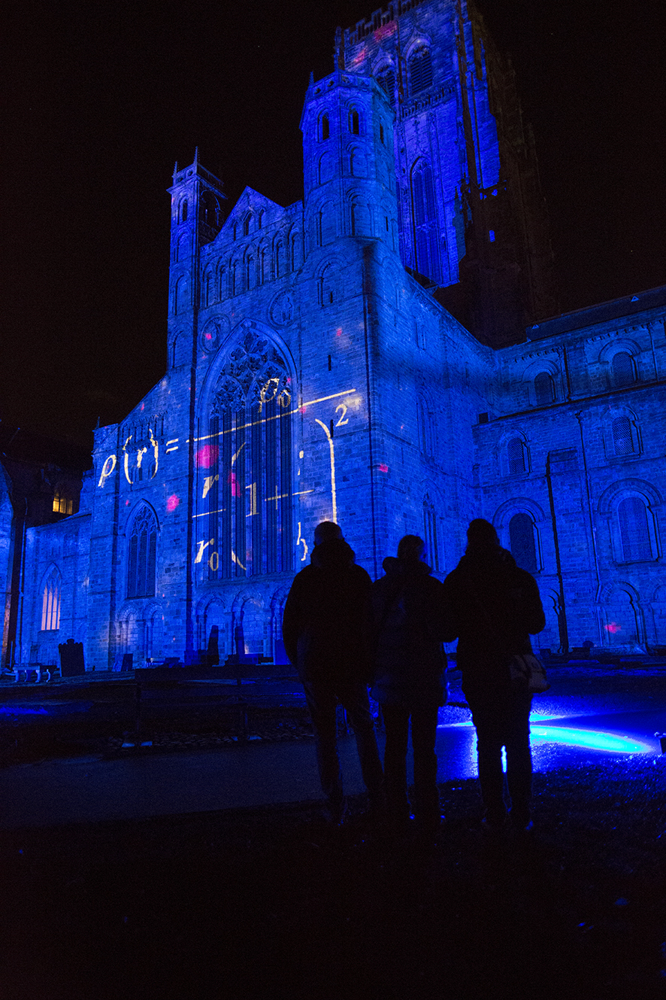 ρ(r) = ρ₀ / (r/r₀ (1 + )²)